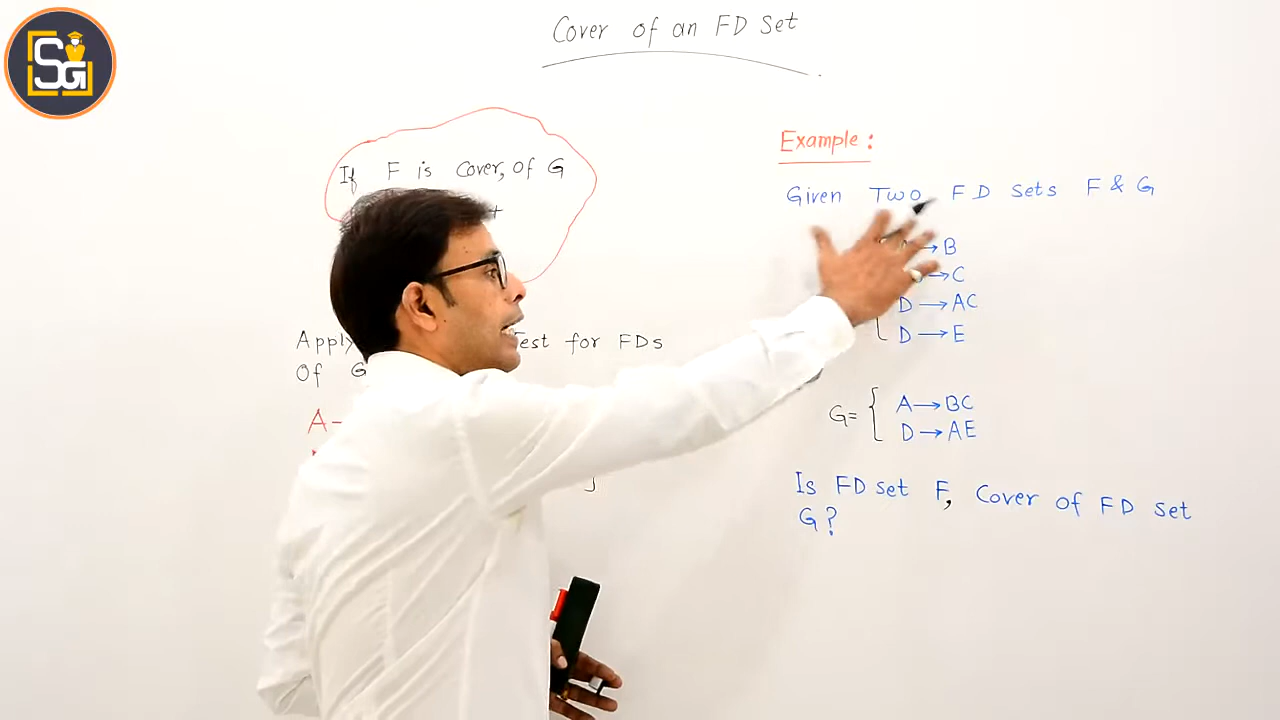 SG
Cover of an FD Set
If F is Cover, Of G
+
Apply Test for FDs
Of G
A
Example:
Given Two FD Sets F & G
→ B
→ C
D → AC
D → E
G = { A → BC
D → AE
Is FD set F, Cover of FD set
G?